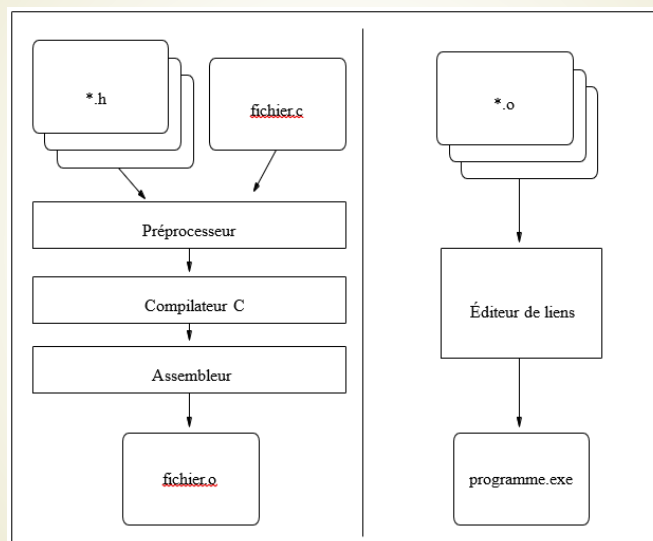 *.h
fichier.c
Préprocesseur
Compilateur C
Assembleur
fichier.o
*.o
Éditeur de liens
programme.exe